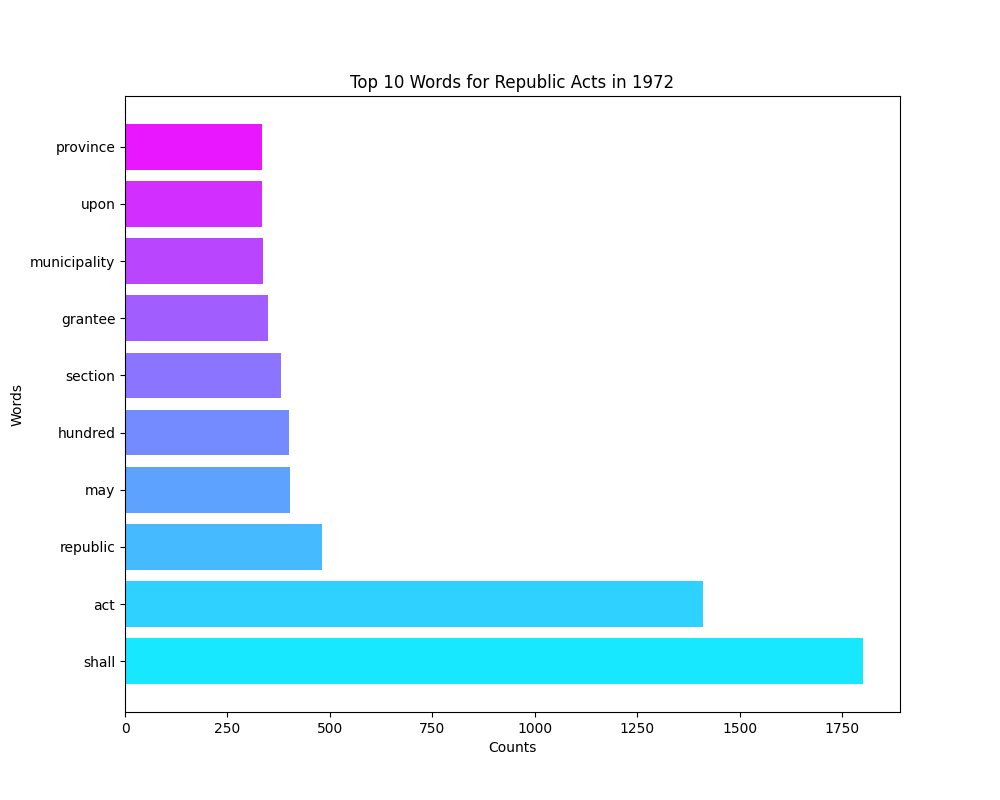 Top 10 Words for Republic Acts in 1972
province
upon
municipality
grantee
section
hundred
may
republic
act
shall
Words
0 250 500 750 1000 1250 1500 1750
Counts